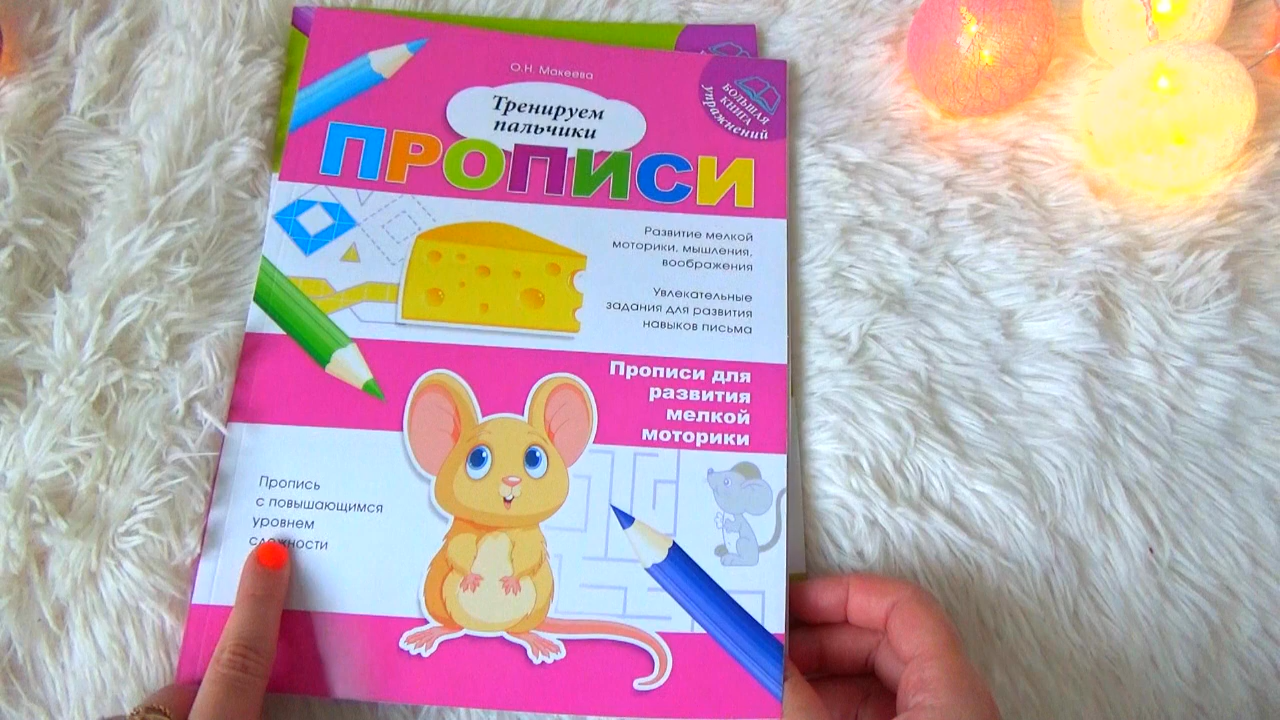 О.Н. Макеева
Тренируем
пальчики
ПРОПИСИ
БОЛЬШАЯ
КНИГА
упражнений
Развитие мелкой
моторики, мышления,
воображения
Увлекательные
задания для развития
навыков письма
Прописи для
развития
мелкой
моторики
Пропись
с повышающимся
уровнем
сложности